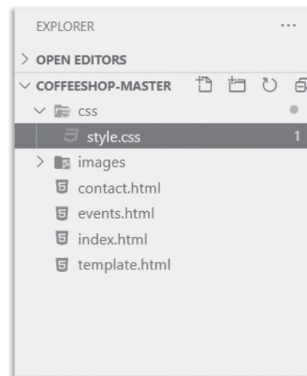 EXPLORER ...
OPEN EDITORS
COFFEESHOP-MASTER
css
style.css 1
images
contact.html
events.html
index.html
template.html